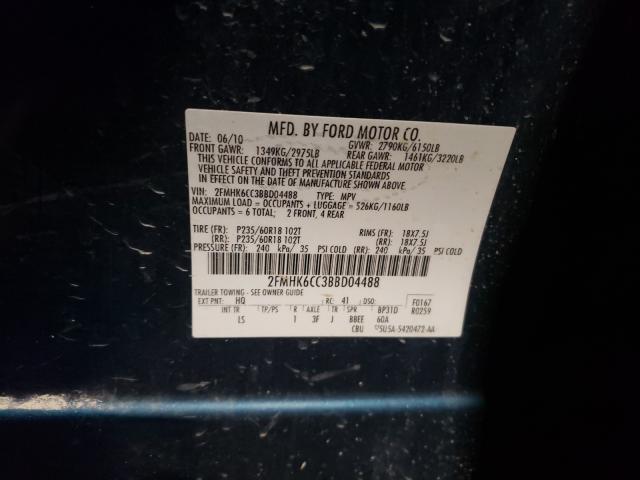 MFD. BY FORD MOTOR CO.
DATE: 06/10 GVWR: 2790KG/6150LB
FRONT GAWR: 1349KG/2975LB REAR GAWR: 1461KG/3220LB
THIS VEHICLE CONFORMS TO ALL APPLICABLE FEDERAL MOTOR
VEHICLE SAFETY AND BUMPER STANDARDS
IN EFFECT ON THE DATE OF MANUFACTURE SHOWN ABOVE.
VIN: 2FMHK6CC3BBD04488 TYPE: MPV
MAXIMUM LOAD = OCCUPANTS + LUGGAGE = 526KG/1160LB
OCCUPANTS = 6 TOTAL; 2 FRONT, 4 REAR
TIRE (FR): P235/60R18 102T RIMS (FR): 18X7.5J
(RR): P235/60R18 102T (RR): 18X7.5J
PRESSURE (FR): 240 kPa/ 35 PSI COLD (RR): 240 kPa/ 35 PSI COLD
2FMHK6CC3BBD04488
TRAILER TOWING - SEE OWNER GUIDE
EXT PNT: HQ RC: 41 DSO: F0167
INT TR TP/PS R AXLE TR SPR BP31D R0259
LS 1 3F J BBEE 60A
CBU 5U5A-5420472-AA